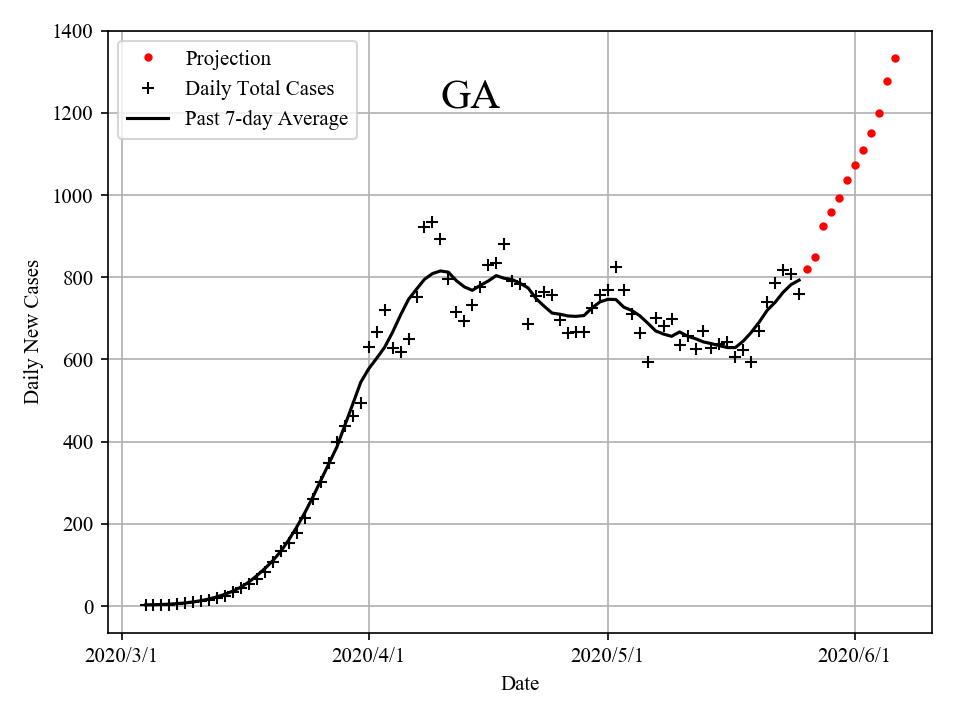 GA
Projection
Daily Total Cases
Past 7-day Average
1400
1200
1000
800
600
400
200
0
Daily New Cases
2020/3/1
2020/4/1
2020/5/1
2020/6/1
Date